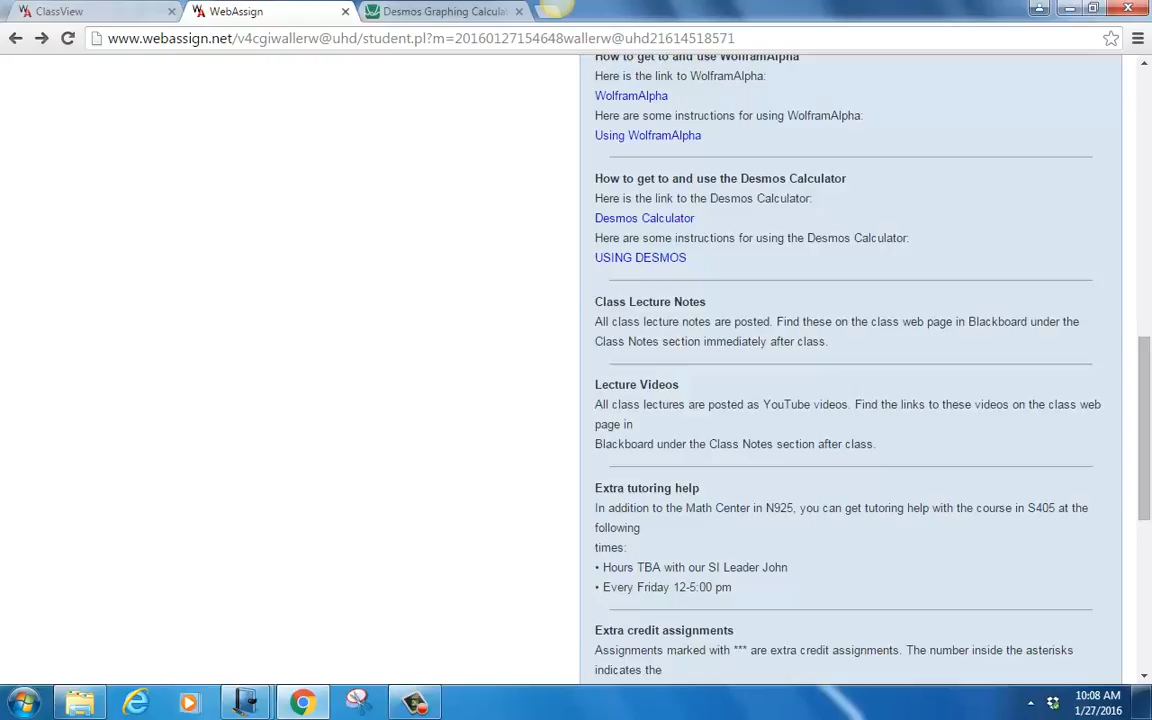 ClassView
WebAssign
Desmos Graphing Calcula
www.webassign.net/v4cgiwallerw@uhd/student.pl?m=20160127154648wallerw@uhd21614518571
How to get to and use WolframAlpha
Here is the link to WolframAlpha:
WolframAlpha
Here are some instructions for using WolframAlpha:
Using WolframAlpha
How to get to and use the Desmos Calculator
Here is the link to the Desmos Calculator:
Desmos Calculator
Here are some instructions for using the Desmos Calculator:
USING DESMOS
Class Lecture Notes
All class lecture notes are posted. Find these on the class web page in Blackboard under the
Class Notes section immediately after class.
Lecture Videos
All class lectures are posted as YouTube videos. Find the links to these videos on the class web
page in
Blackboard under the Class Notes section after class.
Extra tutoring help
In addition to the Math Center in N925, you can get tutoring help with the course in S405 at the
following
times:
• Hours TBA with our SI Leader John
• Every Friday 12-5:00 pm
Extra credit assignments
Assignments marked with *** are extra credit assignments. The number inside the asterisks
indicates the
10:08 AM
1/27/2016